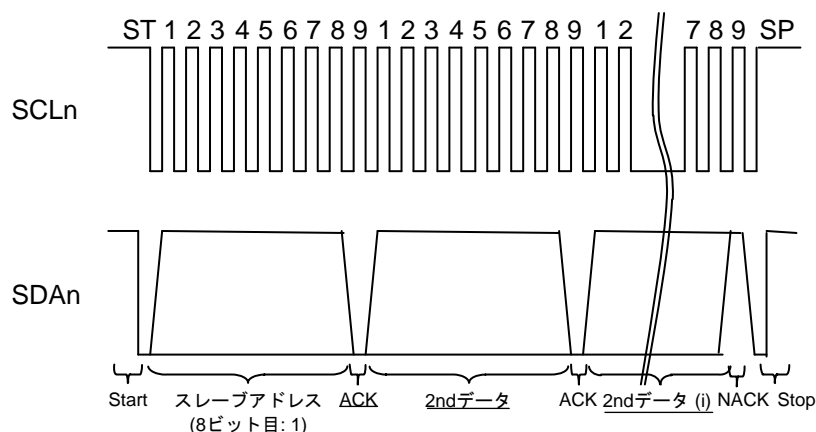 ST 1 2 3 4 5 6 7 8 9 1 2 3 4 5 6 7 8 9 1 2 7 8 9 SP
SCLn
SDAn
Start スレーブアドレス ACK 2ndデータ ACK 2ndデータ (i) NACK Stop
(8ビット目: 1)